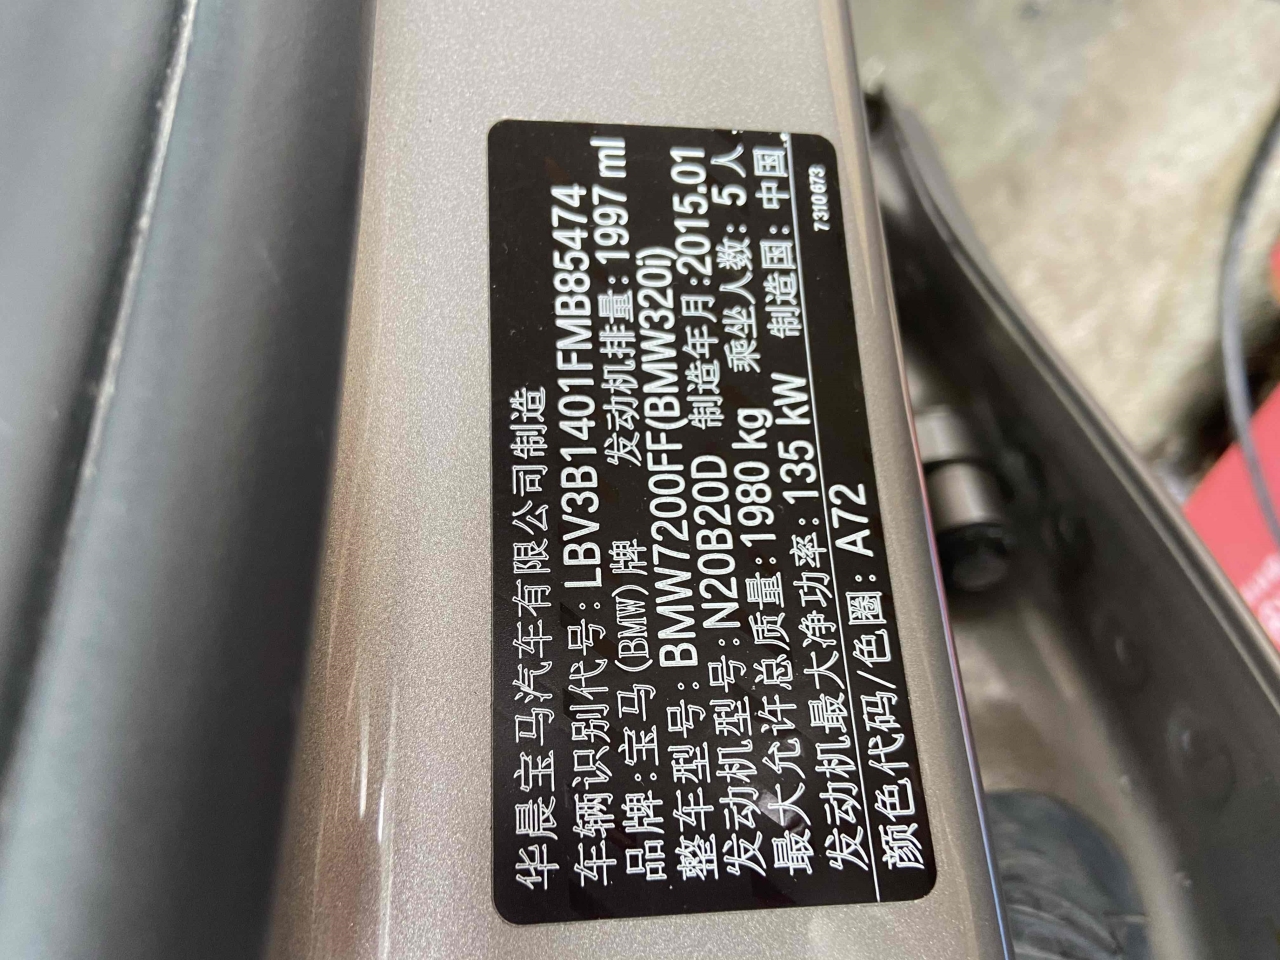 华晨宝马汽车有限公司制造
车辆识别代号: LBV3B1401FMB85474
品牌:宝马(BMW)牌 发动机排量: 1997 ml
整车型号: BMW7200FF(BMW320i)
发动机型号: N20B20D 制造年月:2015.01
最大允许总质量: 1980 kg 乘坐人数: 5 人
发动机最大净功率: 135 kW 制造国: 中国
颜色代码/色圈: A72
7 310 673